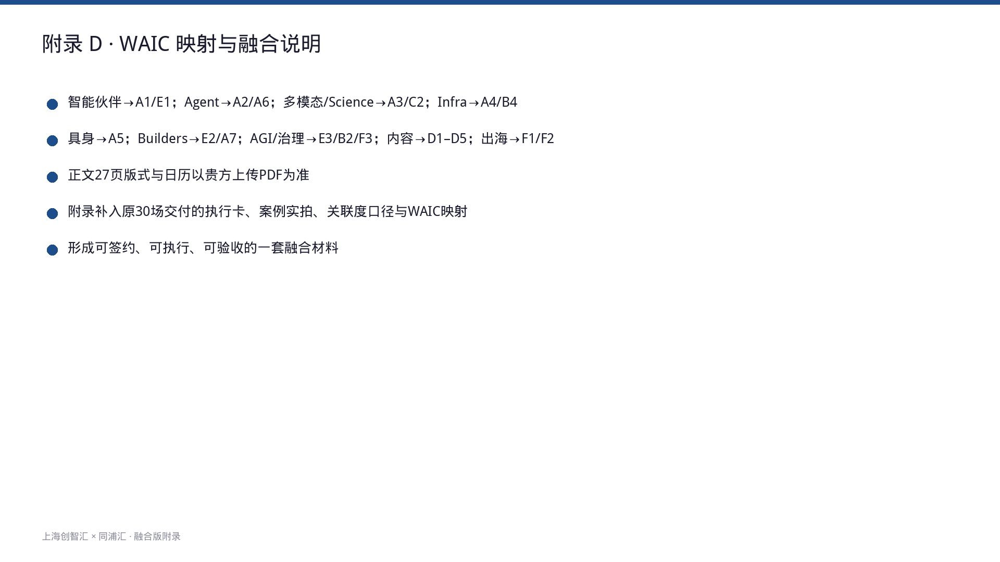 附录 D · WAIC 映射与融合说明
智能伙伴→A1/E1；Agent→A2/A6；多模态/Science→A3/C2；Infra→A4/B4
具身→A5；Builders→E2/A7；AGI/治理→E3/B2/F3；内容→D1–D5；出海→F1/F2
正文27页版式与日历以贵方上传PDF为准
附录补入原30场交付的执行卡、案例实拍、关联度口径与WAIC映射
形成可签约、可执行、可验收的一套融合材料
上海创智汇 × 同浦汇 · 融合版附录